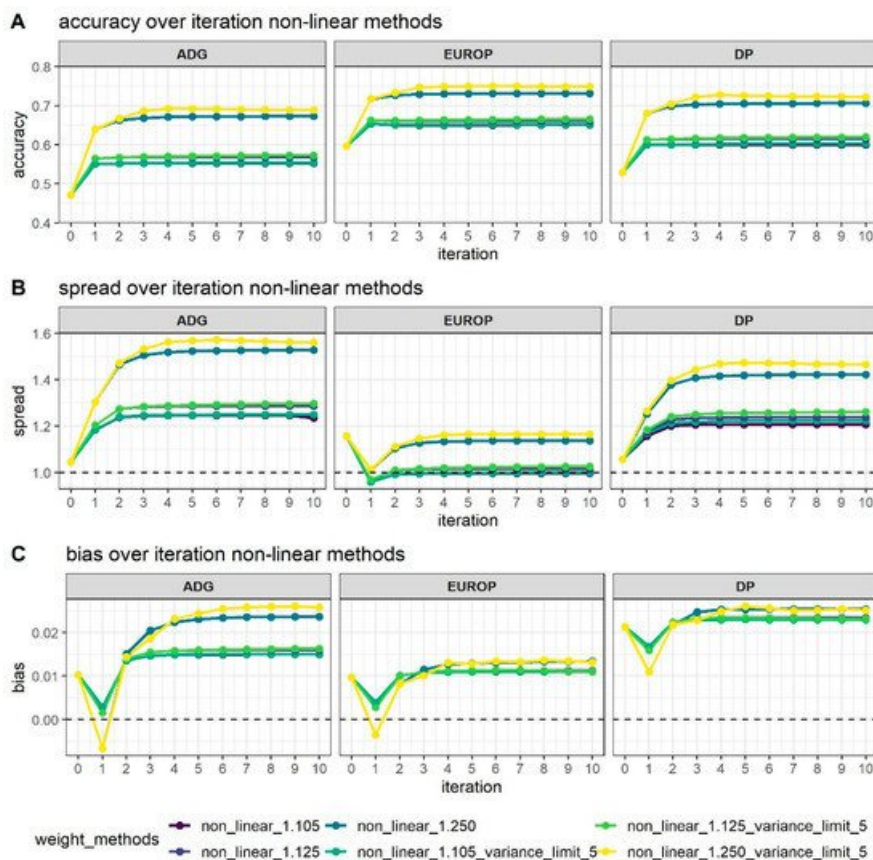 A accuracy over iteration non-linear methods
ADG EUROP DP
accuracy
0.8
0.7
0.6
0.5
0.4
0 1 2 3 4 5 6 7 8 9 10 0 1 2 3 4 5 6 7 8 9 10 0 1 2 3 4 5 6 7 8 9 10
iteration
B spread over iteration non-linear methods
ADG EUROP DP
spread
1.6
1.4
1.2
1.0
0 1 2 3 4 5 6 7 8 9 10 0 1 2 3 4 5 6 7 8 9 10 0 1 2 3 4 5 6 7 8 9 10
iteration
C bias over iteration non-linear methods
ADG EUROP DP
bias
0.02
0.01
0.00
0 1 2 3 4 5 6 7 8 9 10 0 1 2 3 4 5 6 7 8 9 10 0 1 2 3 4 5 6 7 8 9 10
iteration
weight_methods
non_linear_1.105 non_linear_1.250 non_linear_1.125_variance_limit_5
non_linear_1.125 non_linear_1.105_variance_limit_5 non_linear_1.250_variance_limit_5